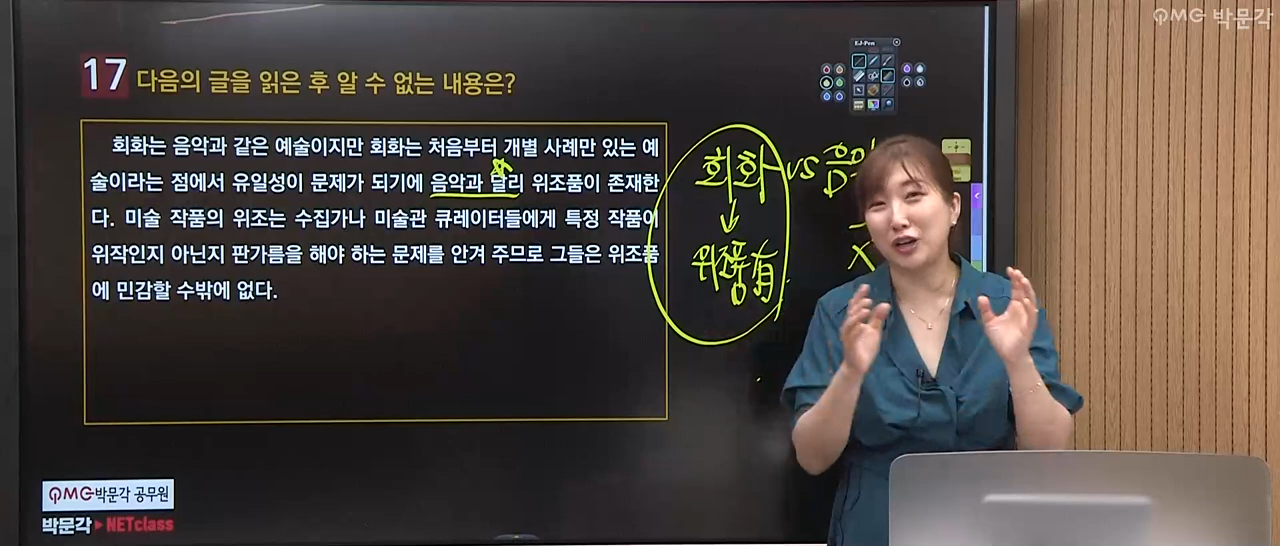 QMG 박문각
17 다음의 글을 읽은 후 알 수 없는 내용은?
EJ-Pen
회화는 음악과 같은 예술이지만 회화는 처음부터 개별 사례만 있는 예
술이라는 점에서 유일성이 문제가 되기에 음악과 달리 위조품이 존재한
다. 미술 작품의 위조는 수집가나 미술관 큐레이터들에게 특정 작품이
위작인지 아닌지 판가름을 해야 하는 문제를 안겨 주므로 그들은 위조품
에 민감할 수밖에 없다.
회화 vs
위조품 有
X
QMG박문각 공무원
박문각 NETclass